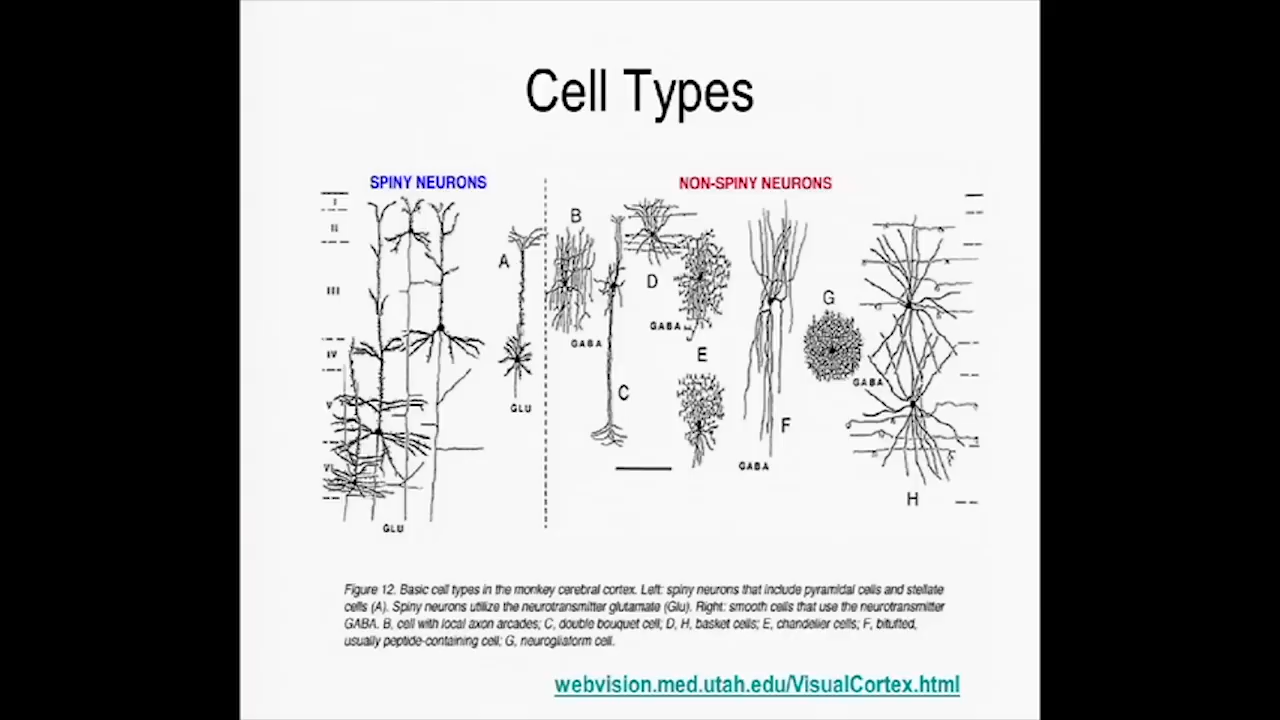 Cell Types
SPINY NEURONS
NON-SPINY NEURONS
I
II
III
IV
V
VI
A
GLU
GLU
B
GABA
C
D
GABA
E
F
GABA
G
GABA
H
Figure 12. Basic cell types in the monkey cerebral cortex. Left: spiny neurons that include pyramidal cells and stellate
cells (A). Spiny neurons utilize the neurotransmitter glutamate (Glu). Right: smooth cells that use the neurotransmitter
GABA. B, cell with local axon arcades; C, double bouquet cell; D, H, basket cells; E, chandelier cells; F, bitufted,
usually peptide-containing cell; G, neurogliaform cell.
webvision.med.utah.edu/VisualCortex.html